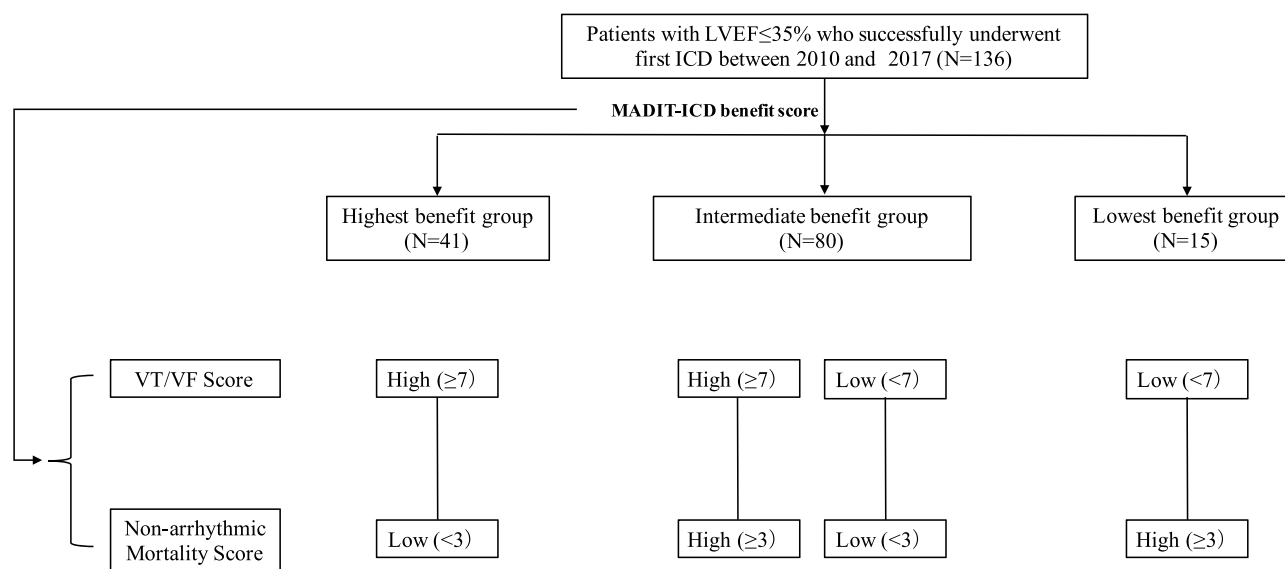 Patients with LVEF≤35% who successfully underwent
first ICD between 2010 and 2017 (N=136)
MADIT-ICD benefit score
Highest benefit group
(N=41)
Intermediate benefit group
(N=80)
Lowest benefit group
(N=15)
VT/VF Score
High (≥7）
High (≥7）
Low (<7）
Low (<7）
Non-arrhythmic
Mortality Score
Low (<3）
High (≥3）
Low (<3）
High (≥3）